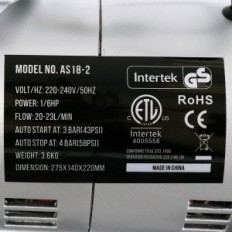 MODEL NO. AS18-2
VOLT/HZ: 220-240V/50HZ
POWER: 1/6HP
FLOW: 20-23L/MIN
AUTO START AT: 3 BAR(43PSI)
AUTO STOP AT: 4 BAR(58PSI)
WEIGHT: 3.6KG
DIMENSION: 275X140X220MM
Intertek
GS
ETL
Intertek
4005558
RoHS
MADE IN CHINA